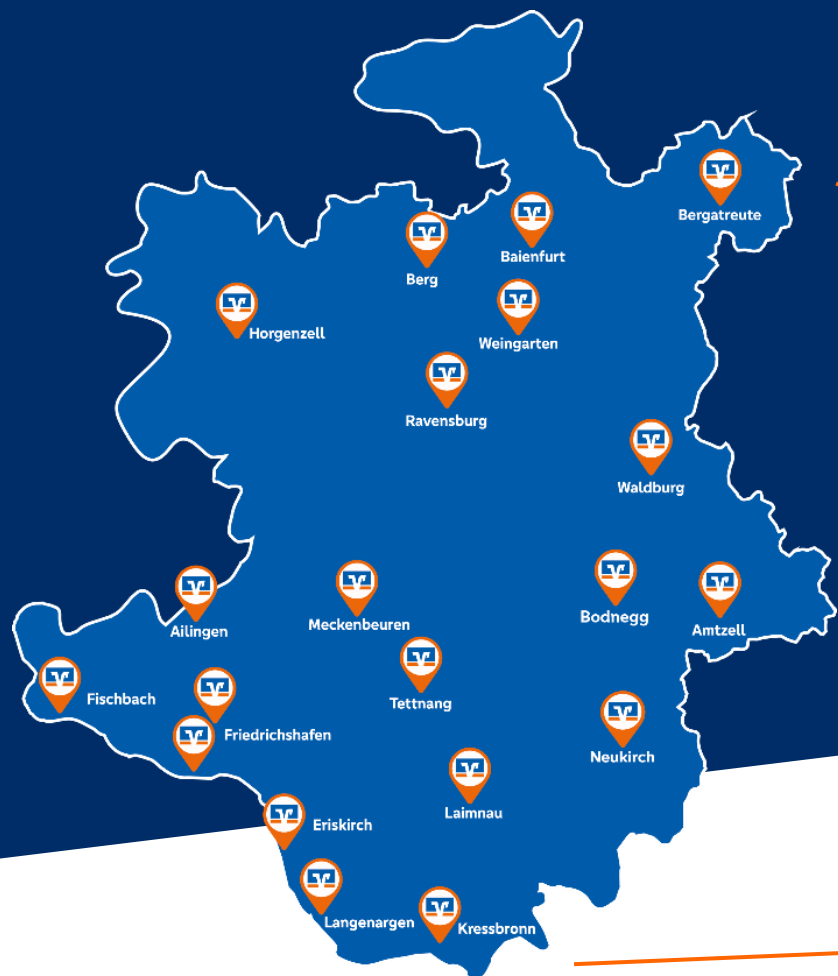 Bergatreute
Baienfurt
Berg
Horgenzell
Weingarten
Ravensburg
Waldburg
Meckenbeuren
Bodnegg
Ailingen
Amtzell
Fischbach
Tettnang
Friedrichshafen
Neukirch
Laimnau
Eriskirch
Langenargen
Kressbronn